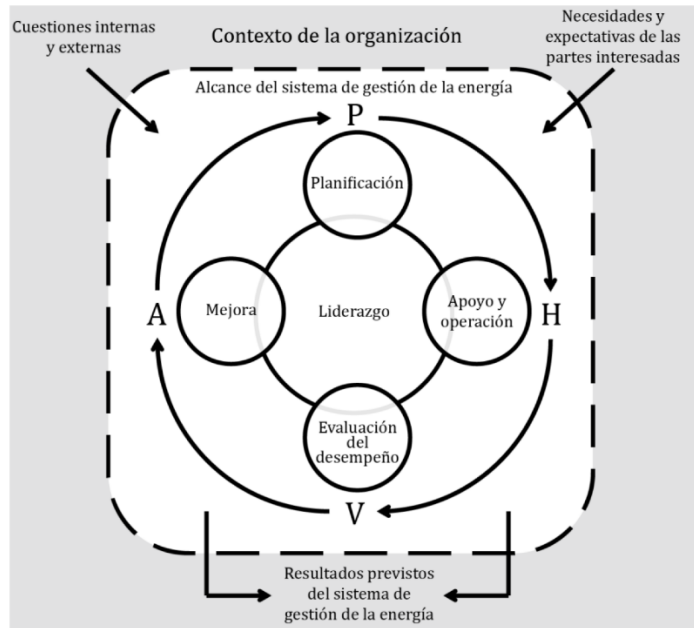 Cuestiones internas
y externas
Contexto de la organización
Necesidades y
expectativas de las
partes interesadas
Alcance del sistema de gestión de la energía
P
Planificación
A
Mejora
Liderazgo
Apoyo y
operación
H
Evaluación
del
desempeño
V
Resultados previstos
del sistema de
gestión de la energía